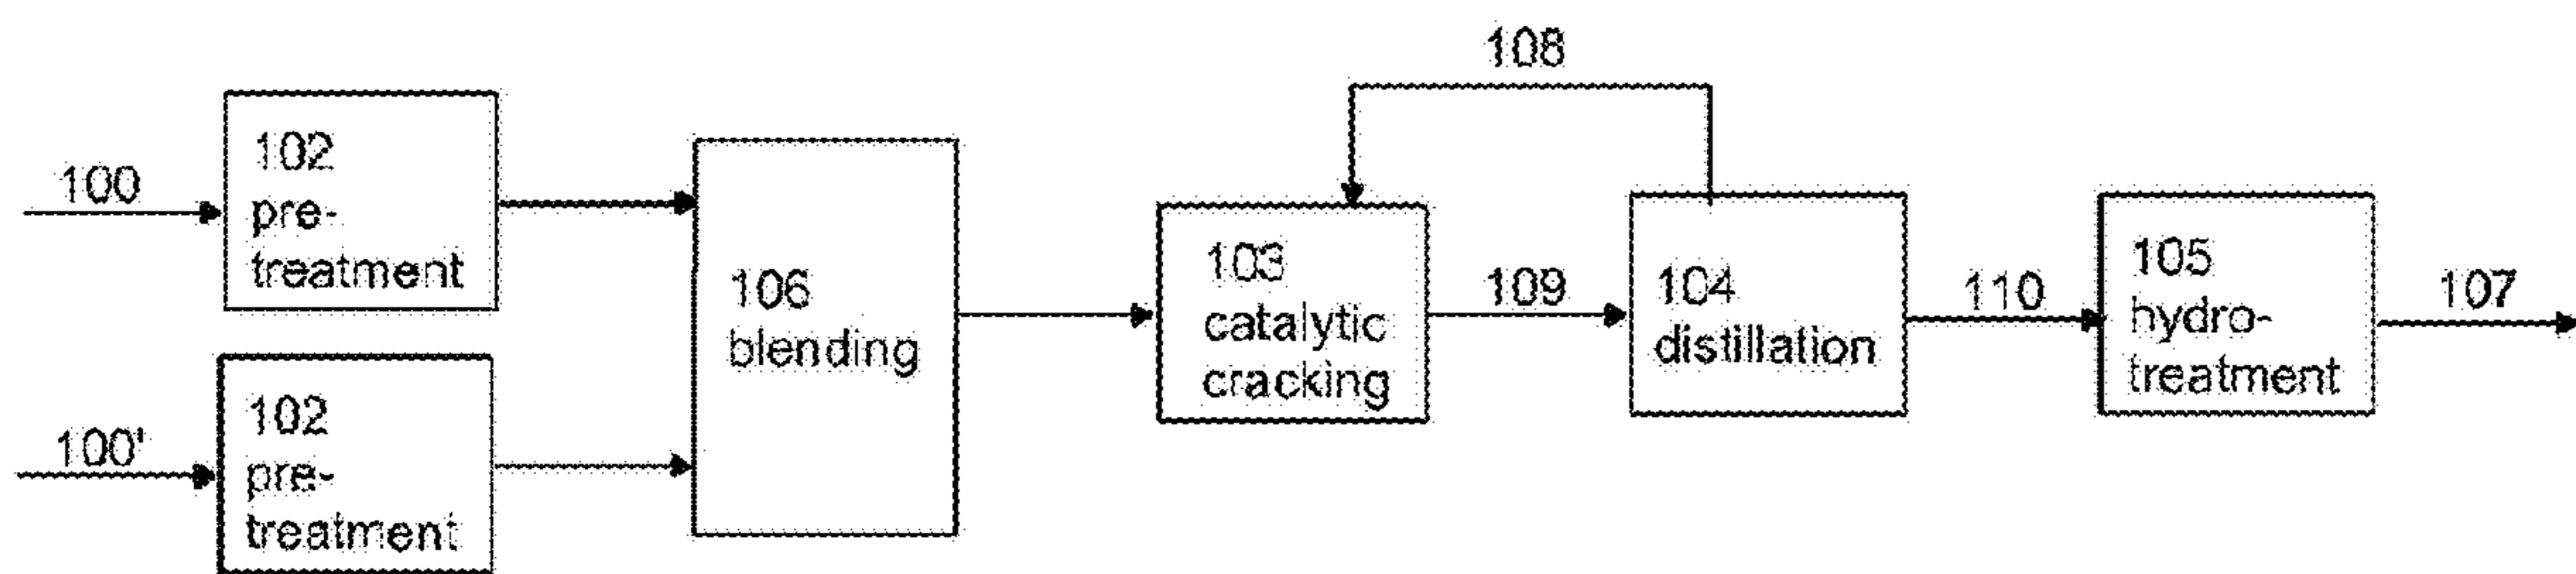 108
100
102
pre-
treatment
100'
102
pre-
treatment
106
blending
103
catalytic
cracking
109
104
distillation
110
105
hydro-
treatment
107